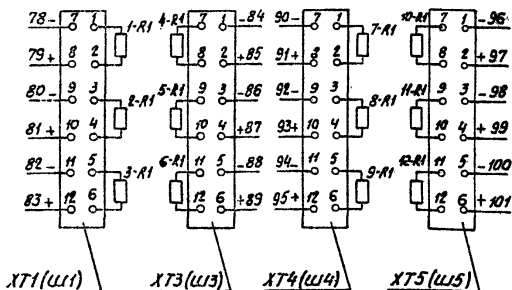 78- 7 1 1-R1 4-R1 7 1 -84 90- 7 1 7-R1 10-R1 7 1 -96
79+ 8 2 8 2 +85 91+ 8 2 8 2 +97
80- 9 3 2-R1 5-R1 9 3 -86 92- 9 3 8-R1 11-R1 9 3 -98
81+ 10 4 10 4 +87 93+ 10 4 10 4 +99
82- 11 5 3-R1 6-R1 11 5 -88 94- 11 5 9-R1 12-R1 11 5 -100
83+ 12 6 12 6 +89 95+ 12 6 12 6 +101
XT1(Ш1) XT3(Ш3) XT4(Ш4) XT5(Ш5)